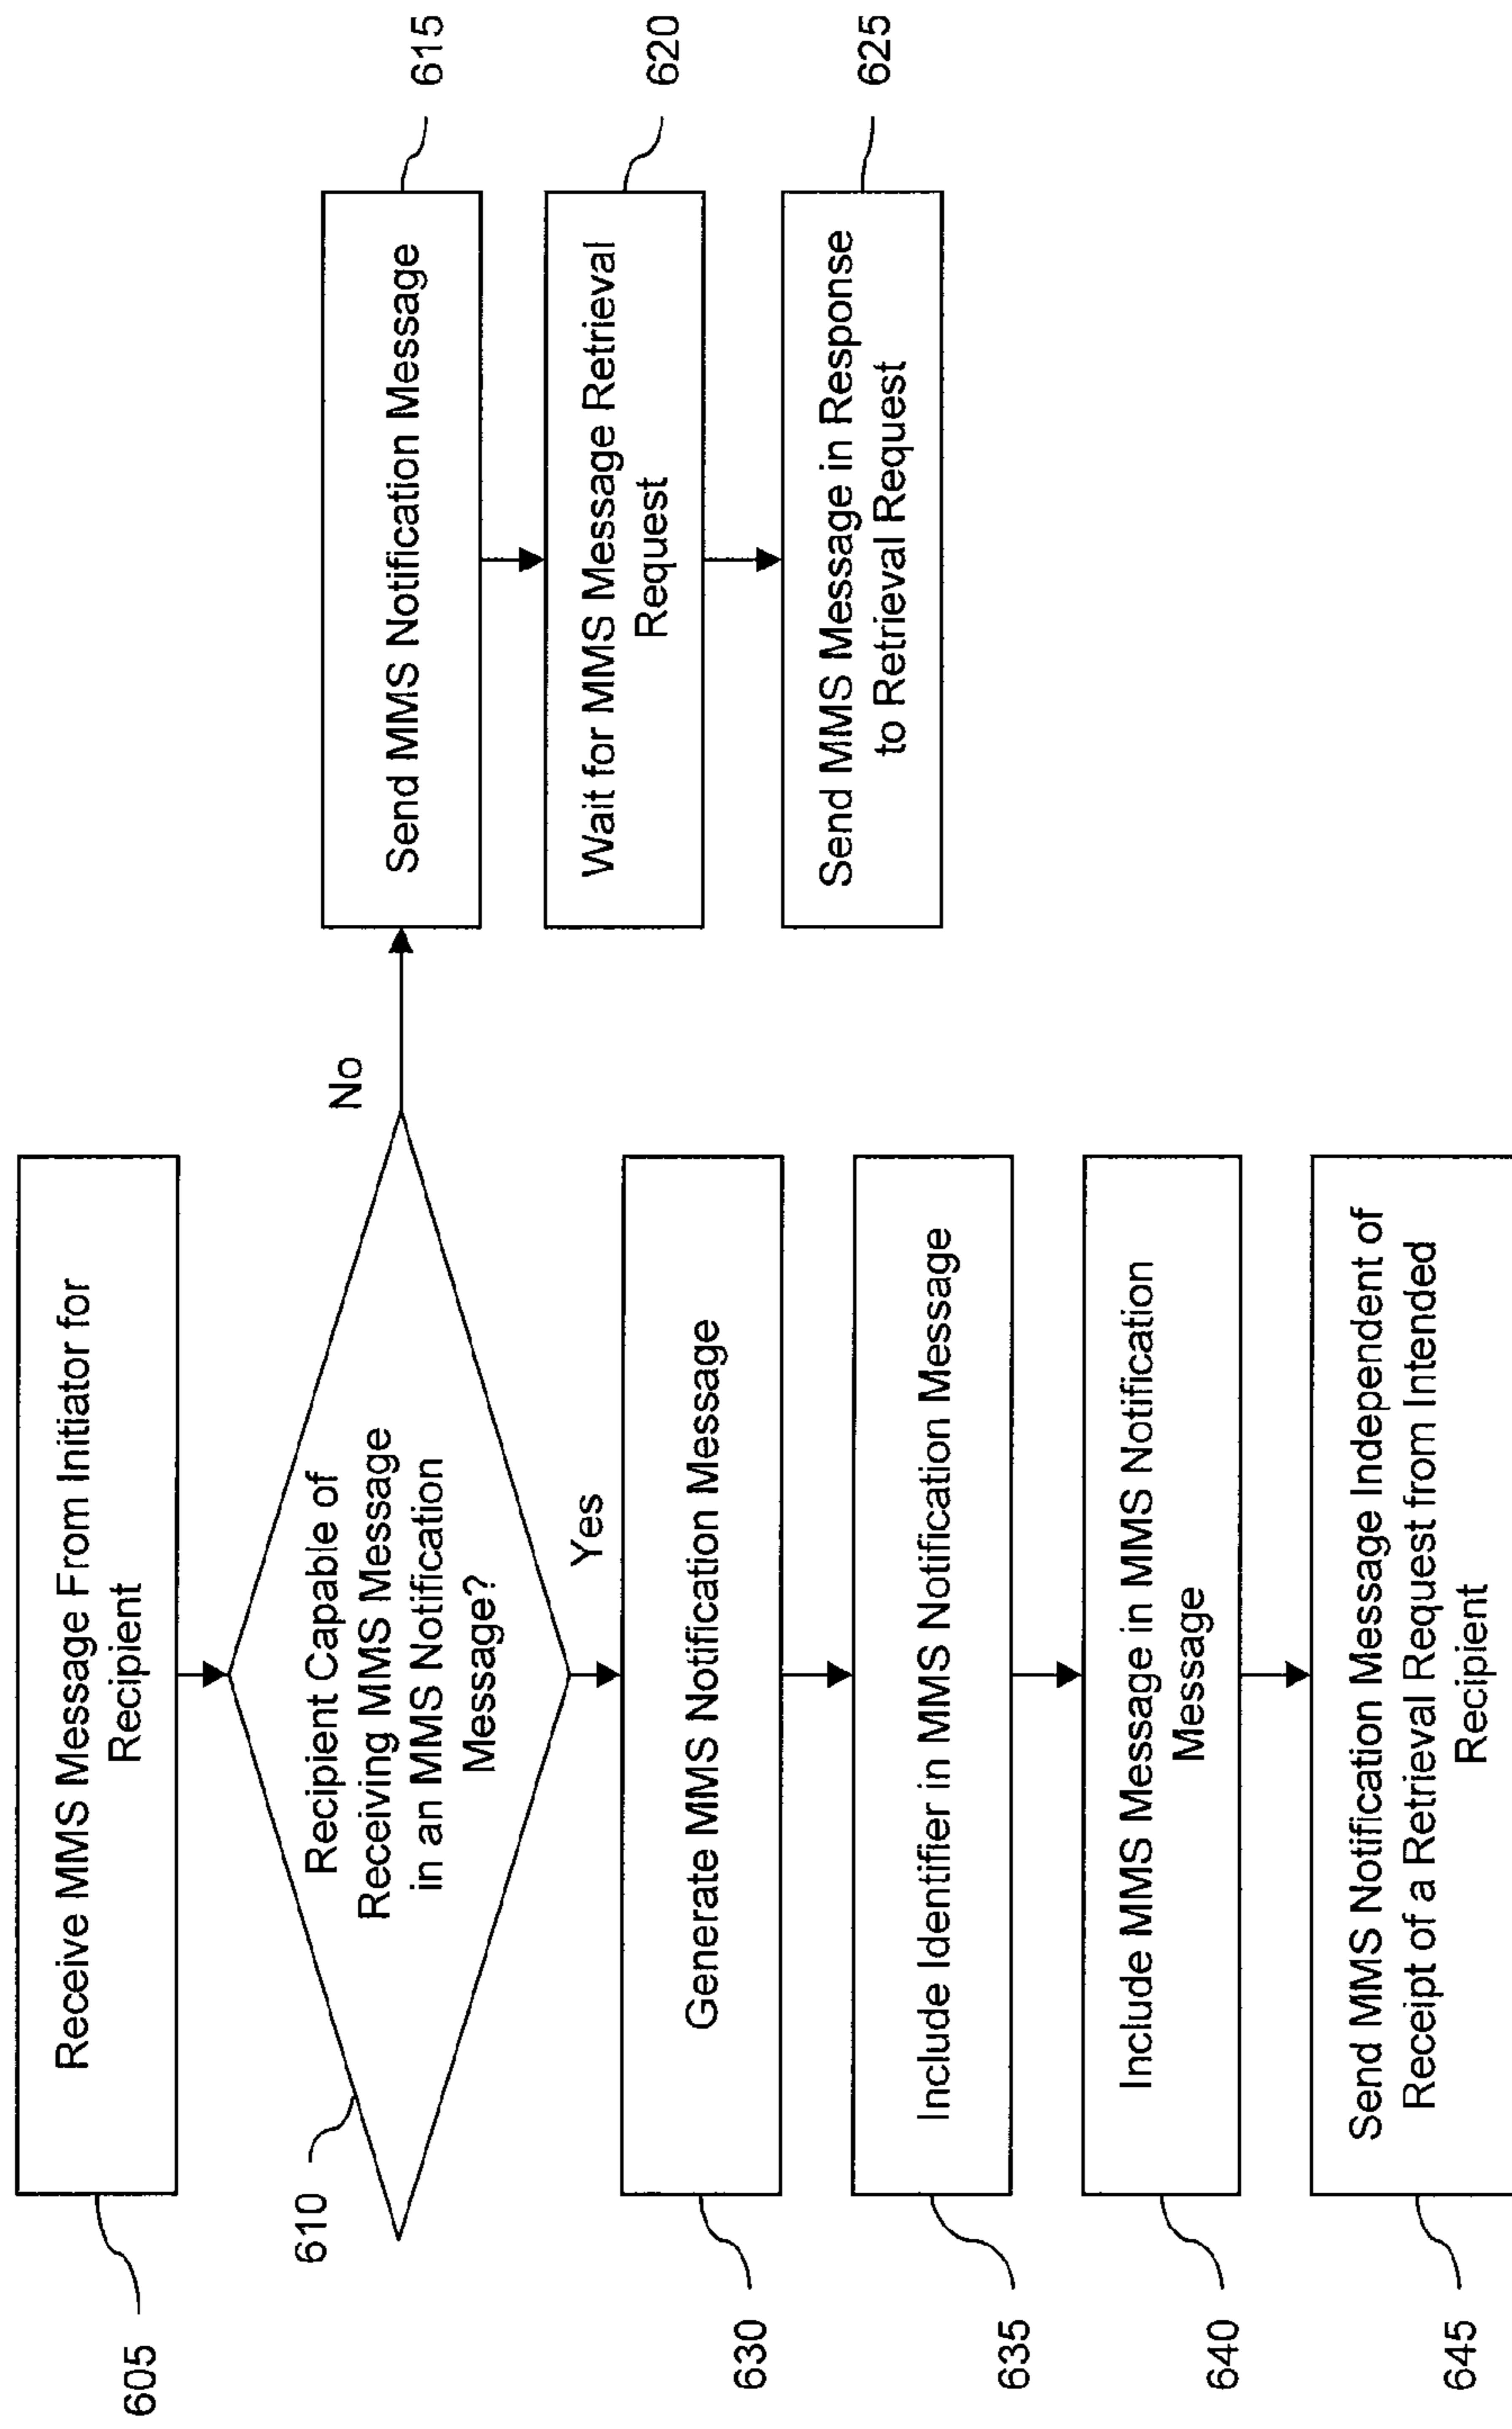 605
Receive MMS Message From Initiator for
Recipient
610
Recipient Capable of
Receiving MMS Message
in an MMS Notification
Message?
No
Send MMS Notification Message
615
Wait for MMS Message Retrieval
Request
620
Send MMS Message in Response
to Retrieval Request
625
Yes
630
Generate MMS Notification Message
635
Include Identifier in MMS Notification Message
640
Include MMS Message in MMS Notification
Message
645
Send MMS Notification Message Independent of
Receipt of a Retrieval Request from Intended
Recipient